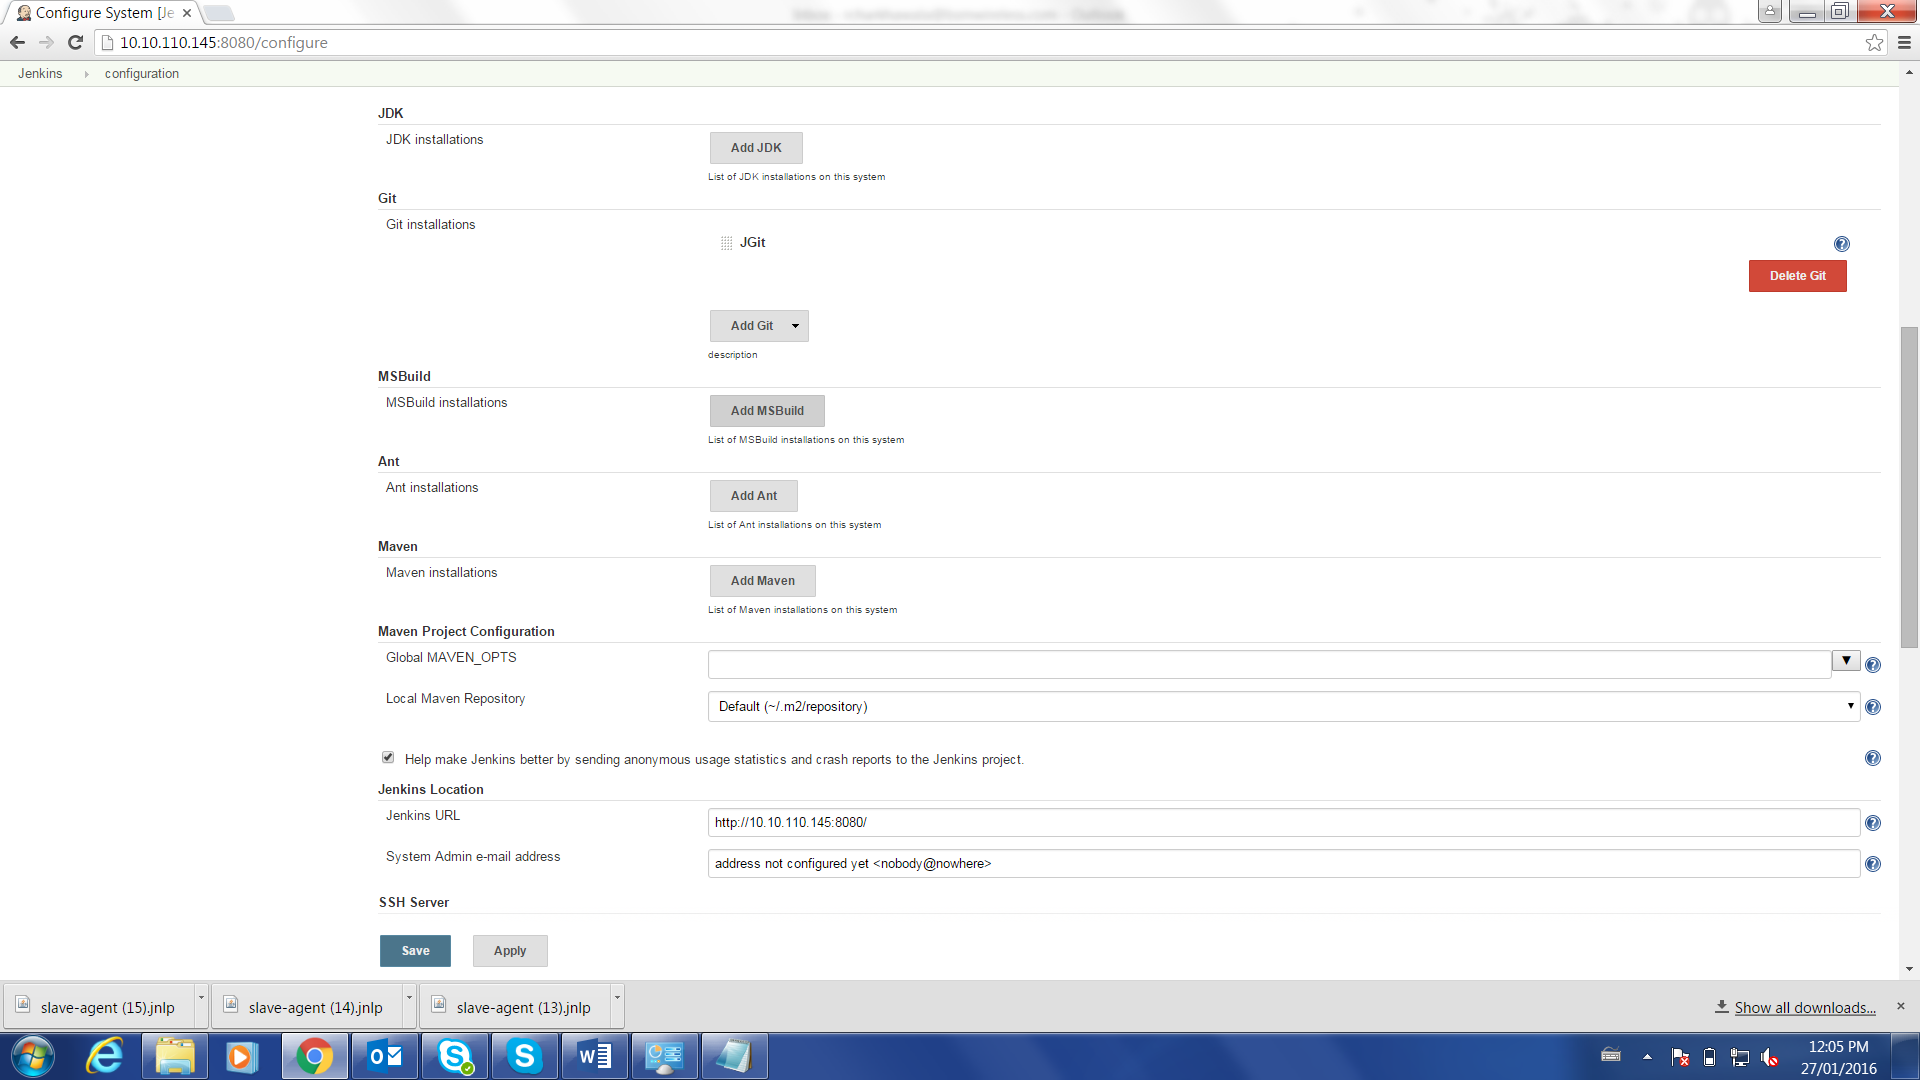 Configure System [Je
10.10.110.145:8080/configure
Jenkins
configuration
JDK
JDK installations
Add JDK
List of JDK installations on this system
Git
Git installations
JGit
Delete Git
Add Git
description
MSBuild
MSBuild installations
Add MSBuild
List of MSBuild installations on this system
Ant
Ant installations
Add Ant
List of Ant installations on this system
Maven
Maven installations
Add Maven
List of Maven installations on this system
Maven Project Configuration
Global MAVEN_OPTS
Local Maven Repository
Default (~/.m2/repository)
Help make Jenkins better by sending anonymous usage statistics and crash reports to the Jenkins project.
Jenkins Location
Jenkins URL
http://10.10.110.145:8080/
System Admin e-mail address
address not configured yet <nobody@nowhere>
SSH Server
Save
Apply
slave-agent (15).jnlp
slave-agent (14).jnlp
slave-agent (13).jnlp
Show all downloads...
12:05 PM
27/01/2016